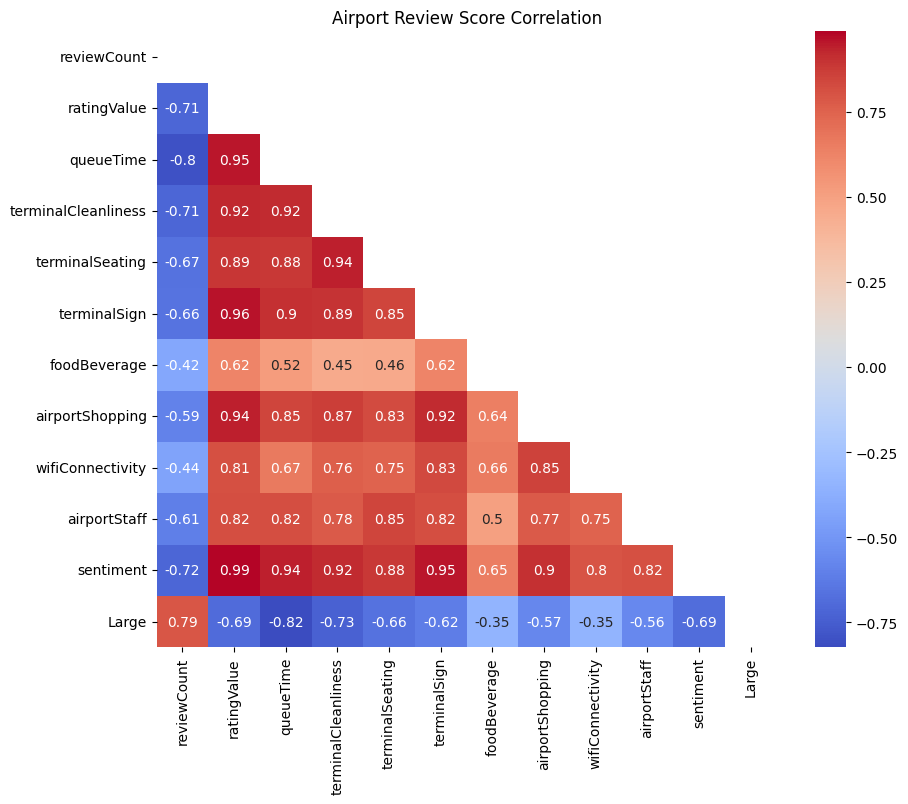 Airport Review Score Correlation
reviewCount
ratingValue -0.71
queueTime -0.8 0.95
terminalCleanliness -0.71 0.92 0.92
terminalSeating -0.67 0.89 0.88 0.94
terminalSign -0.66 0.96 0.9 0.89 0.85
foodBeverage -0.42 0.62 0.52 0.45 0.46 0.62
airportShopping -0.59 0.94 0.85 0.87 0.83 0.92 0.64
wifiConnectivity -0.44 0.81 0.67 0.76 0.75 0.83 0.66 0.85
airportStaff -0.61 0.82 0.82 0.78 0.85 0.82 0.5 0.77 0.75
sentiment -0.72 0.99 0.94 0.92 0.88 0.95 0.65 0.9 0.8 0.82
Large 0.79 -0.69 -0.82 -0.73 -0.66 -0.62 -0.35 -0.57 -0.35 -0.56 -0.69
reviewCount
ratingValue
queueTime
terminalCleanliness
terminalSeating
terminalSign
foodBeverage
airportShopping
wifiConnectivity
airportStaff
sentiment
Large
0.75
0.50
0.25
0.00
-0.25
-0.50
-0.75